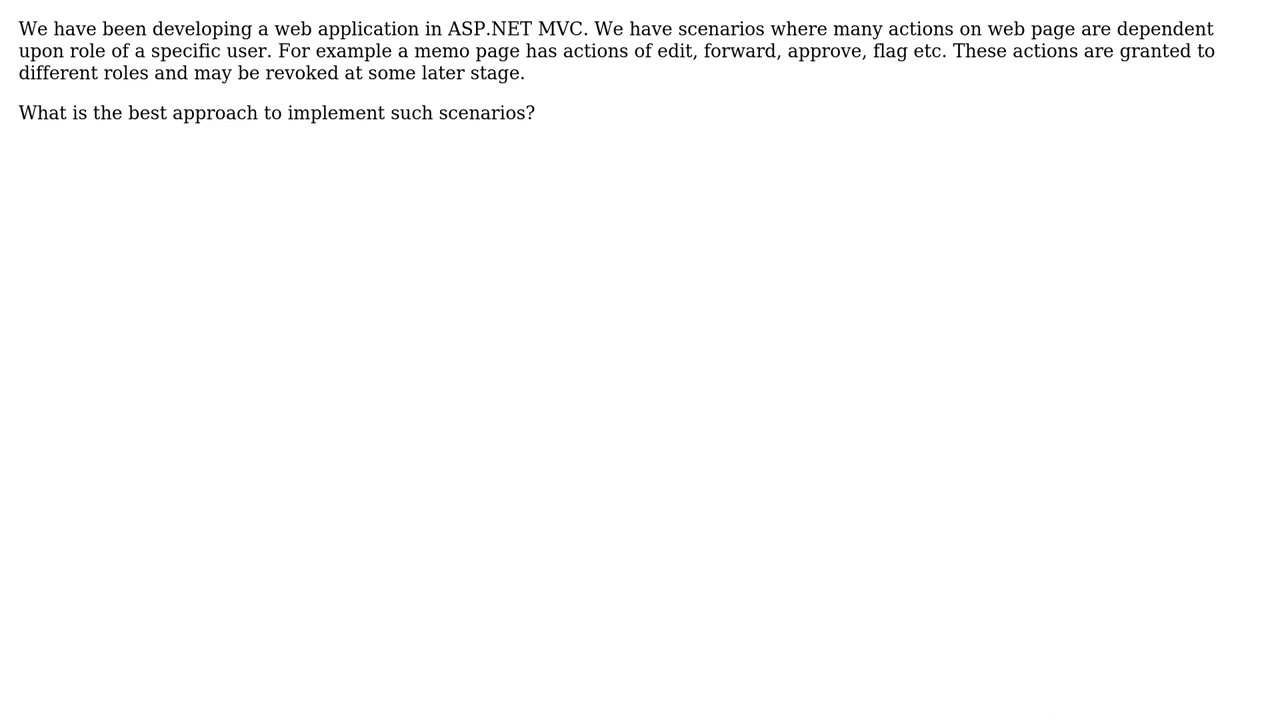 We have been developing a web application in ASP.NET MVC. We have scenarios where many actions on web page are dependent
upon role of a specific user. For example a memo page has actions of edit, forward, approve, flag etc. These actions are granted to
different roles and may be revoked at some later stage.
What is the best approach to implement such scenarios?